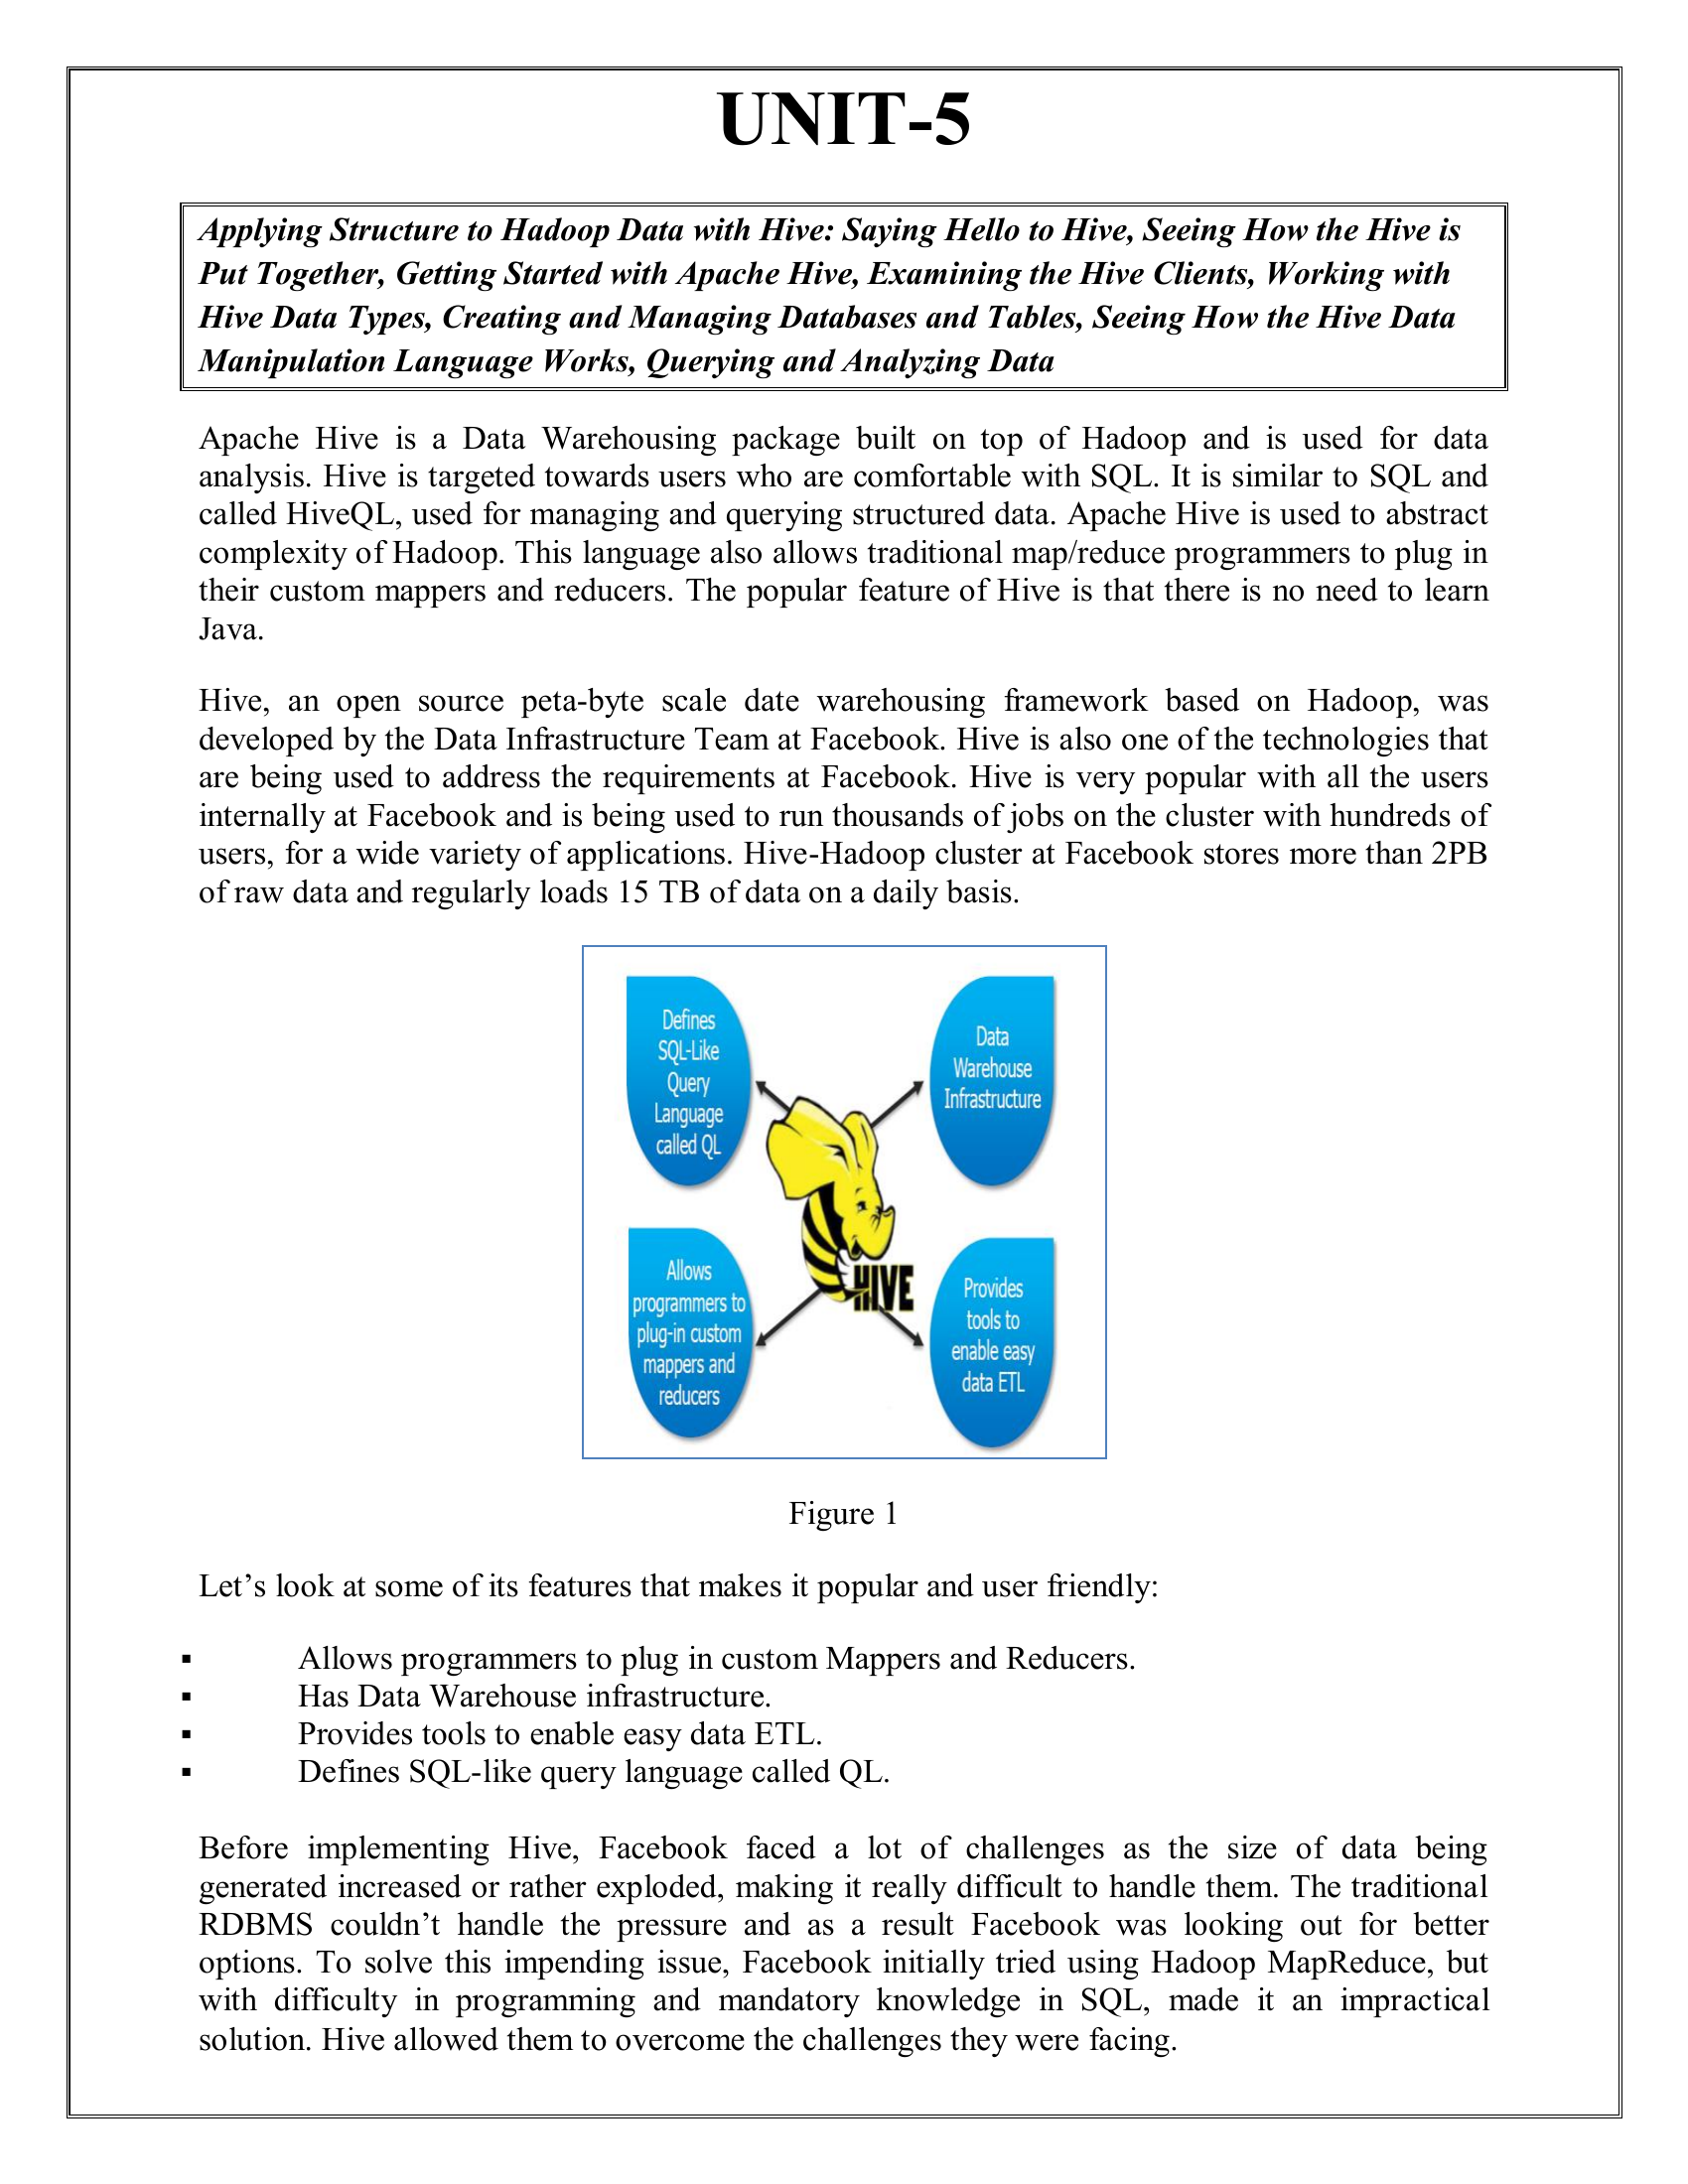 UNIT-5
Applying Structure to Hadoop Data with Hive: Saying Hello to Hive, Seeing How the Hive is
Put Together, Getting Started with Apache Hive, Examining the Hive Clients, Working with
Hive Data Types, Creating and Managing Databases and Tables, Seeing How the Hive Data
Manipulation Language Works, Querying and Analyzing Data
Apache Hive is a Data Warehousing package built on top of Hadoop and is used for data
analysis. Hive is targeted towards users who are comfortable with SQL. It is similar to SQL and
called HiveQL, used for managing and querying structured data. Apache Hive is used to abstract
complexity of Hadoop. This language also allows traditional map/reduce programmers to plug in
their custom mappers and reducers. The popular feature of Hive is that there is no need to learn
Java.
Hive, an open source peta-byte scale date warehousing framework based on Hadoop, was
developed by the Data Infrastructure Team at Facebook. Hive is also one of the technologies that
are being used to address the requirements at Facebook. Hive is very popular with all the users
internally at Facebook and is being used to run thousands of jobs on the cluster with hundreds of
users, for a wide variety of applications. Hive-Hadoop cluster at Facebook stores more than 2PB
of raw data and regularly loads 15 TB of data on a daily basis.
Defines
SQL-Like
Query
Language
called QL
Data
Warehouse
Infrastructure
HIVE
Allows
programmers to
plug-in custom
mappers and
reducers
Provides
tools to
enable easy
data ETL
Figure 1
Let’s look at some of its features that makes it popular and user friendly:
▪ Allows programmers to plug in custom Mappers and Reducers.
▪ Has Data Warehouse infrastructure.
▪ Provides tools to enable easy data ETL.
▪ Defines SQL-like query language called QL.
Before implementing Hive, Facebook faced a lot of challenges as the size of data being
generated increased or rather exploded, making it really difficult to handle them. The traditional
RDBMS couldn’t handle the pressure and as a result Facebook was looking out for better
options. To solve this impending issue, Facebook initially tried using Hadoop MapReduce, but
with difficulty in programming and mandatory knowledge in SQL, made it an impractical
solution. Hive allowed them to overcome the challenges they were facing.